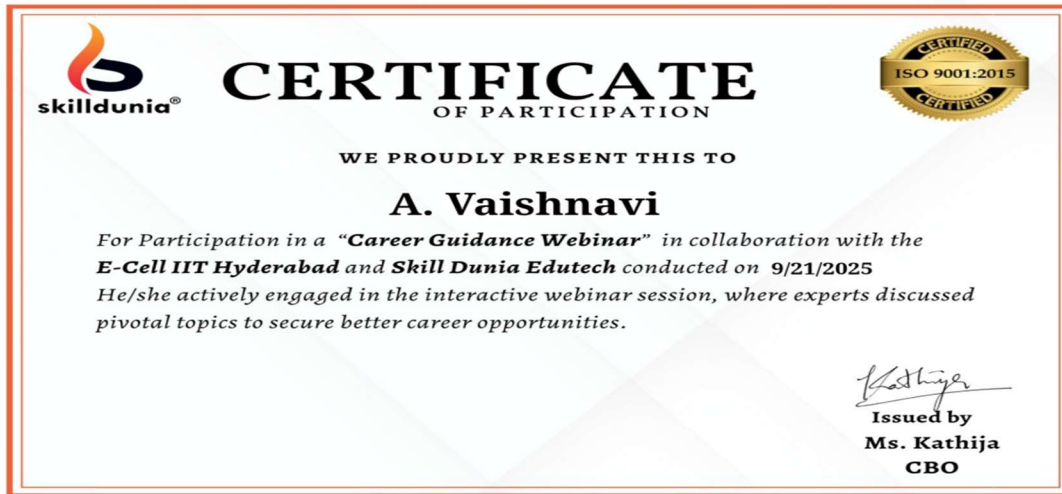 skilldunia®
CERTIFICATE
OF PARTICIPATION
CERTIFIED
ISO 9001:2015
CERTIFIED
WE PROUDLY PRESENT THIS TO
A. Vaishnavi
For Participation in a “Career Guidance Webinar” in collaboration with the
E-Cell IIT Hyderabad and Skill Dunia Edutech conducted on 9/21/2025
He/she actively engaged in the interactive webinar session, where experts discussed
pivotal topics to secure better career opportunities.
Kathija
Issued by
Ms. Kathija
CBO